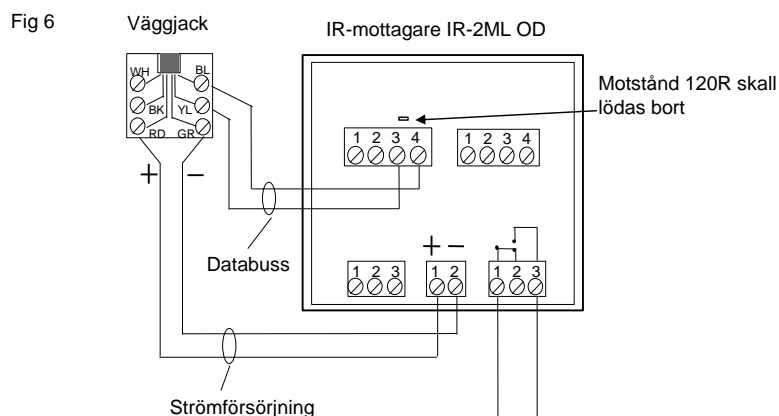 Fig 6
Väggjack
IR-mottagare IR-2ML OD
WH BL
BK YL
RD GR
Motstånd 120R skall
lödas bort
1 2 3 4
1 2 3 4
+ −
Databuss
+ −
1 2 3
1 2
1 2 3
Strömförsörjning